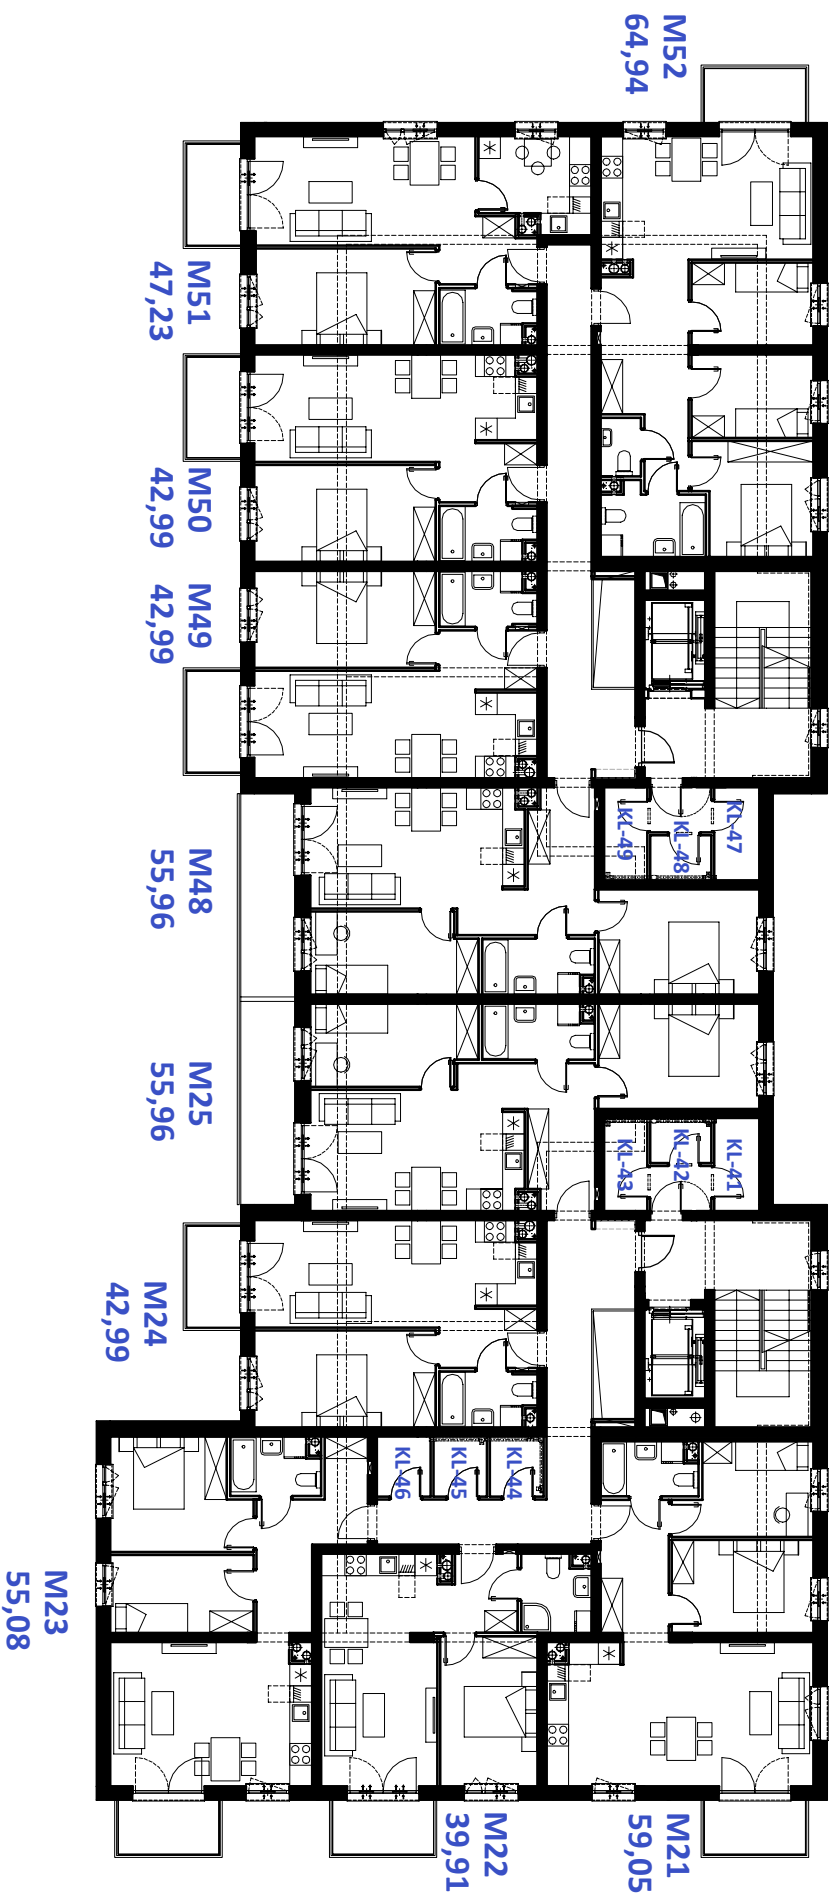 M52
64,94
M51
47,23
M50
42,99
M49
42,99
KL-47
KL-48
KL-49
M48
55,96
M25
55,96
KL-41
KL-42
KL-43
M24
42,99
KL-44
KL-45
KL-46
M23
55,08
M22
39,91
M21
59,05